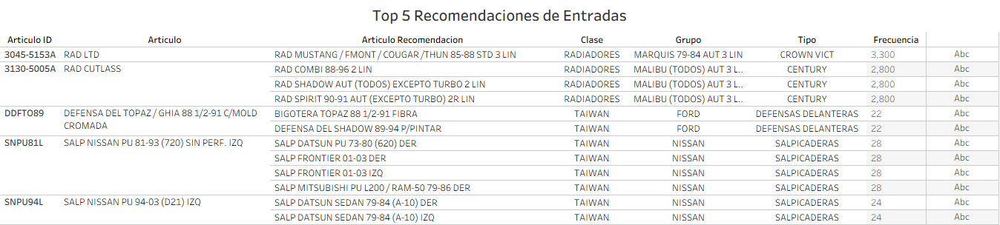 Top 5 Recomendaciones de Entradas
Articulo ID Articulo Articulo Recomendacion Clase Grupo Tipo Frecuencia
3045-5153A RAD LTD RAD MUSTANG / FMONT / COUGAR /THUN 85-88 STD 3 LIN RADIADORES MARQUIS 79-84 AUT 3 LIN CROWN VICT 3,300 Abc
3130-5005A RAD CUTLASS RAD COMBI 88-96 2 LIN RADIADORES MALIBU (TODOS) AUT 3 L.. CENTURY 2,800 Abc
RAD SHADOW AUT (TODOS) EXCEPTO TURBO 2 LIN RADIADORES MALIBU (TODOS) AUT 3 L.. CENTURY 2,800 Abc
RAD SPIRIT 90-91 AUT (EXCEPTO TURBO) 2R LIN RADIADORES MALIBU (TODOS) AUT 3 L.. CENTURY 2,800 Abc
DDFTO89 DEFENSA DEL TOPAZ / GHIA 88 1/2-91 C/MOLD BIGOTERA TOPAZ 88 1/2-91 FIBRA TAIWAN FORD DEFENSAS DELANTERAS 22 Abc
CROMADA DEFENSA DEL SHADOW 89-94 P/PINTAR TAIWAN FORD DEFENSAS DELANTERAS 22 Abc
SNPU81L SALP NISSAN PU 81-93 (720) SIN PERF. IZQ SALP DATSUN PU 73-80 (620) DER TAIWAN NISSAN SALPICADERAS 28 Abc
SALP FRONTIER 01-03 DER TAIWAN NISSAN SALPICADERAS 28 Abc
SALP FRONTIER 01-03 IZQ TAIWAN NISSAN SALPICADERAS 28 Abc
SALP MITSUBISHI PU L200 / RAM-50 79-86 DER TAIWAN NISSAN SALPICADERAS 28 Abc
SNPU94L SALP NISSAN PU 94-03 (D21) IZQ SALP DATSUN SEDAN 79-84 (A-10) DER TAIWAN NISSAN SALPICADERAS 24 Abc
SALP DATSUN SEDAN 79-84 (A-10) IZQ TAIWAN NISSAN SALPICADERAS 24 Abc